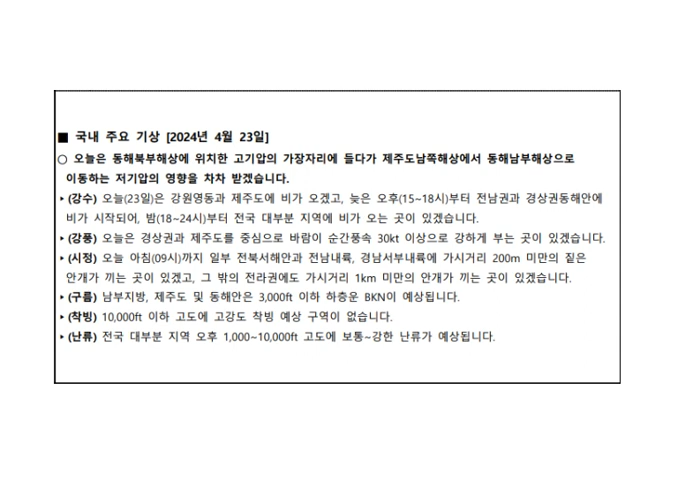 ■ 국내 주요 기상 [2024년 4월 23일]
○ 오늘은 동해북부해상에 위치한 고기압의 가장자리에 들다가 제주도남쪽해상에서 동해남부해상으로
이동하는 저기압의 영향을 차차 받겠습니다.
▸(강수) 오늘(23일)은 강원영동과 제주도에 비가 오겠고, 늦은 오후(15~18시)부터 전남권과 경상권동해안에
비가 시작되어, 밤(18~24시)부터 전국 대부분 지역에 비가 오는 곳이 있겠습니다.
▸(강풍) 오늘은 경상권과 제주도를 중심으로 바람이 순간풍속 30kt 이상으로 강하게 부는 곳이 있겠습니다.
▸(시정) 오늘 아침(09시)까지 일부 전북서해안과 전남내륙, 경남서부내륙에 가시거리 200m 미만의 짙은
안개가 끼는 곳이 있겠고, 그 밖의 전라권에도 가시거리 1km 미만의 안개가 끼는 곳이 있겠습니다.
▸(구름) 남부지방, 제주도 및 동해안은 3,000ft 이하 하층운 BKN이 예상됩니다.
▸(착빙) 10,000ft 이하 고도에 고강도 착빙 예상 구역이 없습니다.
▸(난류) 전국 대부분 지역 오후 1,000~10,000ft 고도에 보통~강한 난류가 예상됩니다.